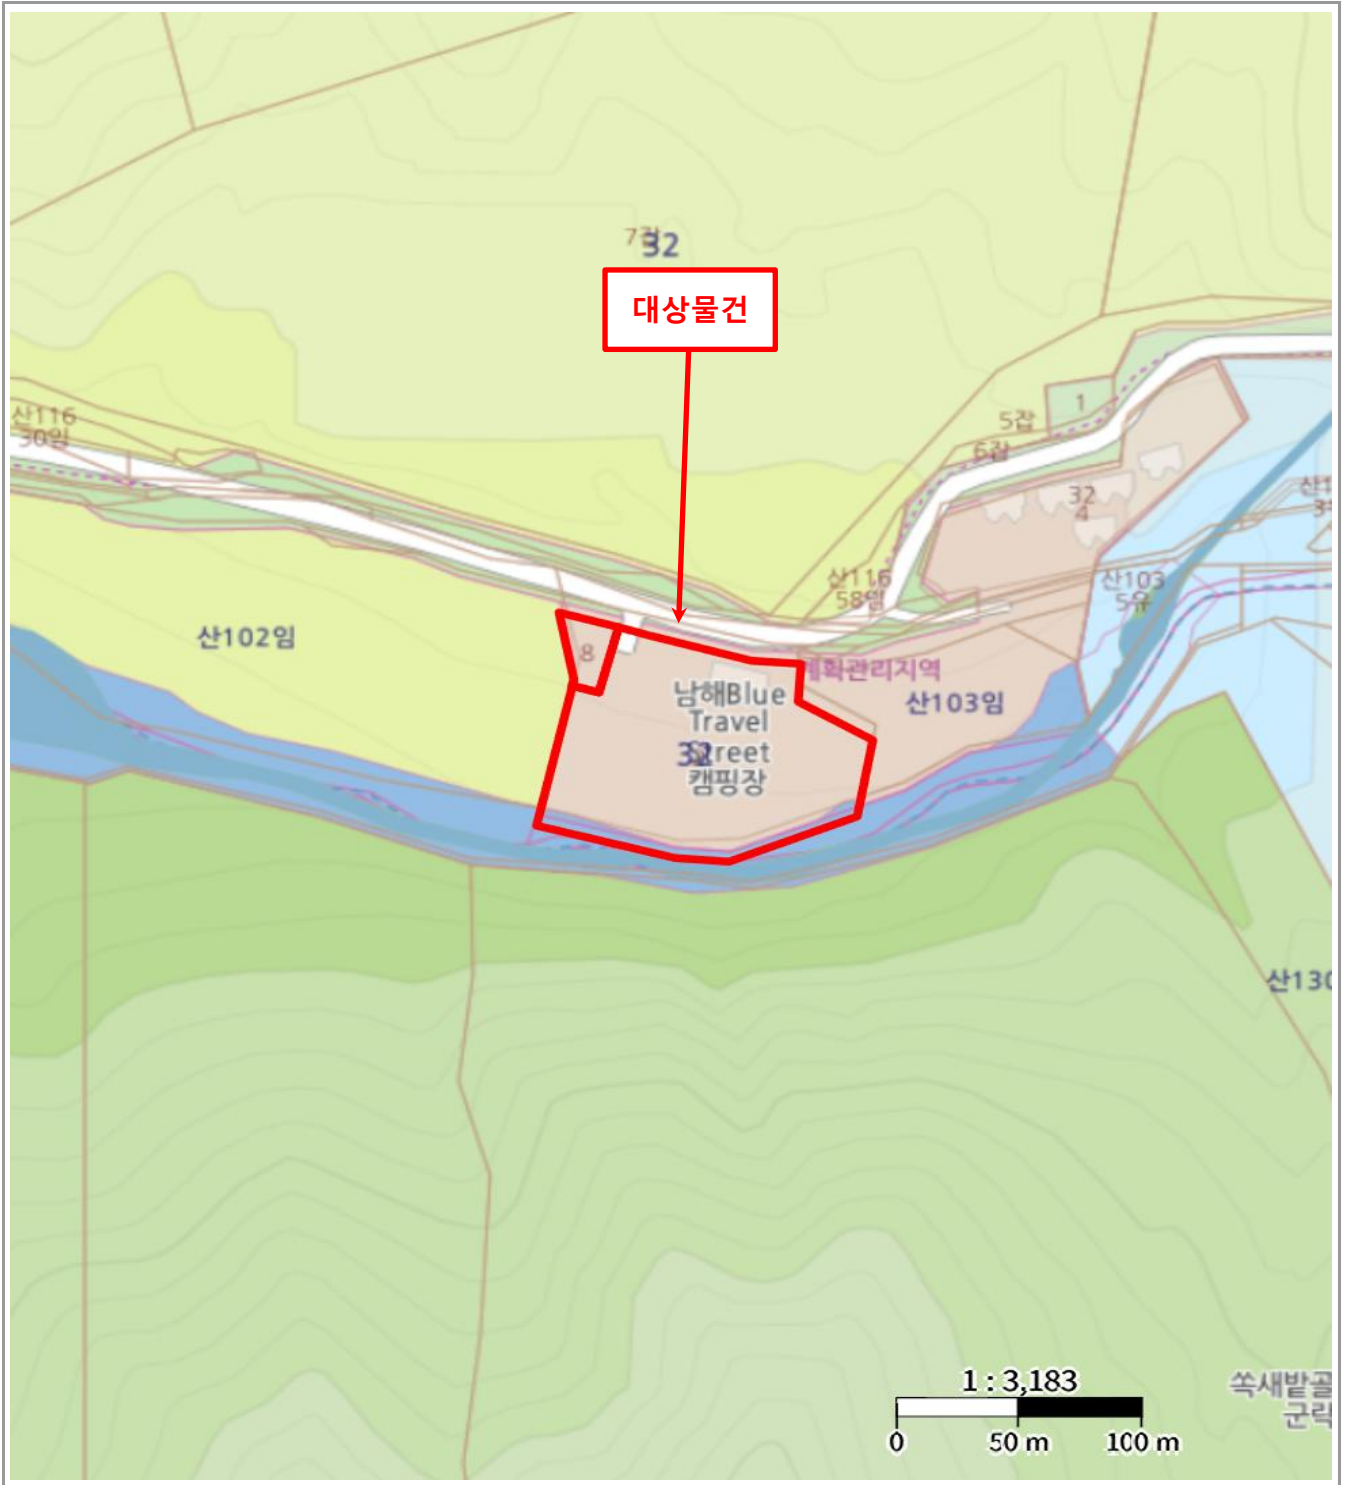 32
대상물건
산116
30임
1
5잡
6잡
32
4
산116
58임
산103
5유
산102임
8
계획관리지역
산103임
남해Blue
Travel
Street
캠핑장
32
산130
1 : 3,183
0 50 m 100 m
쏙새밭골
군락